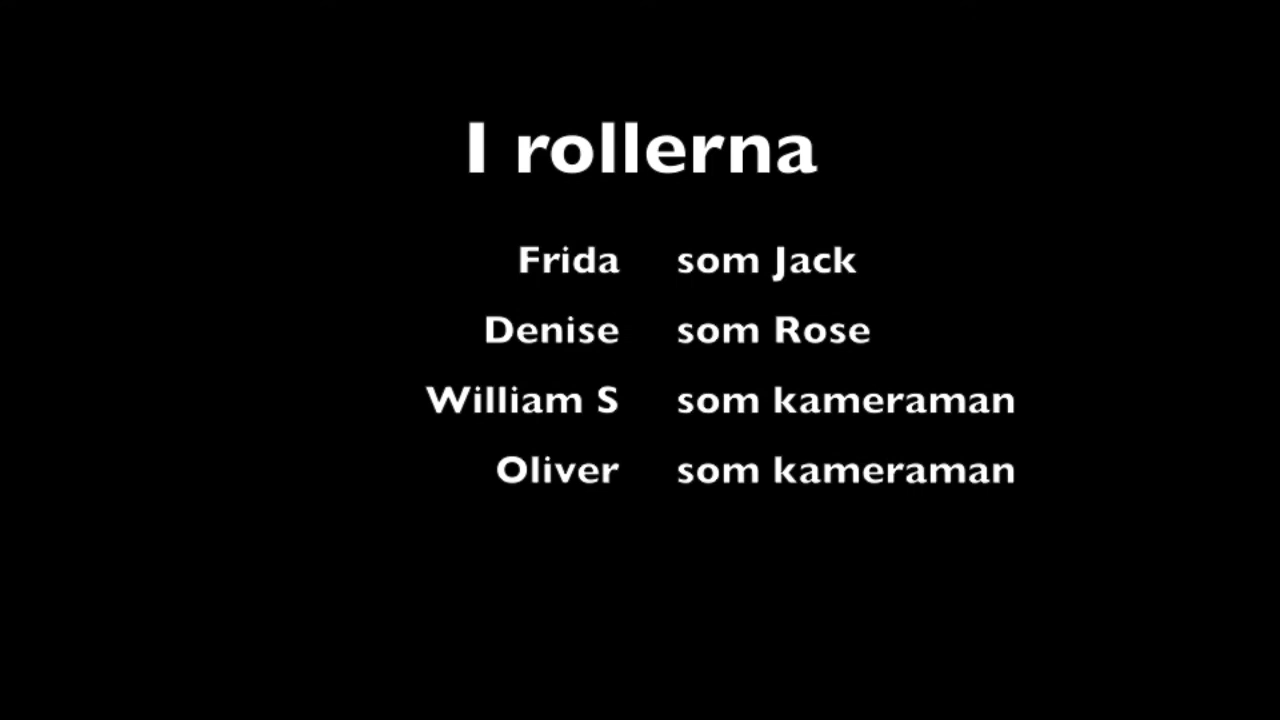 I rollerna
Frida som Jack
Denise som Rose
William S som kameraman
Oliver som kameraman